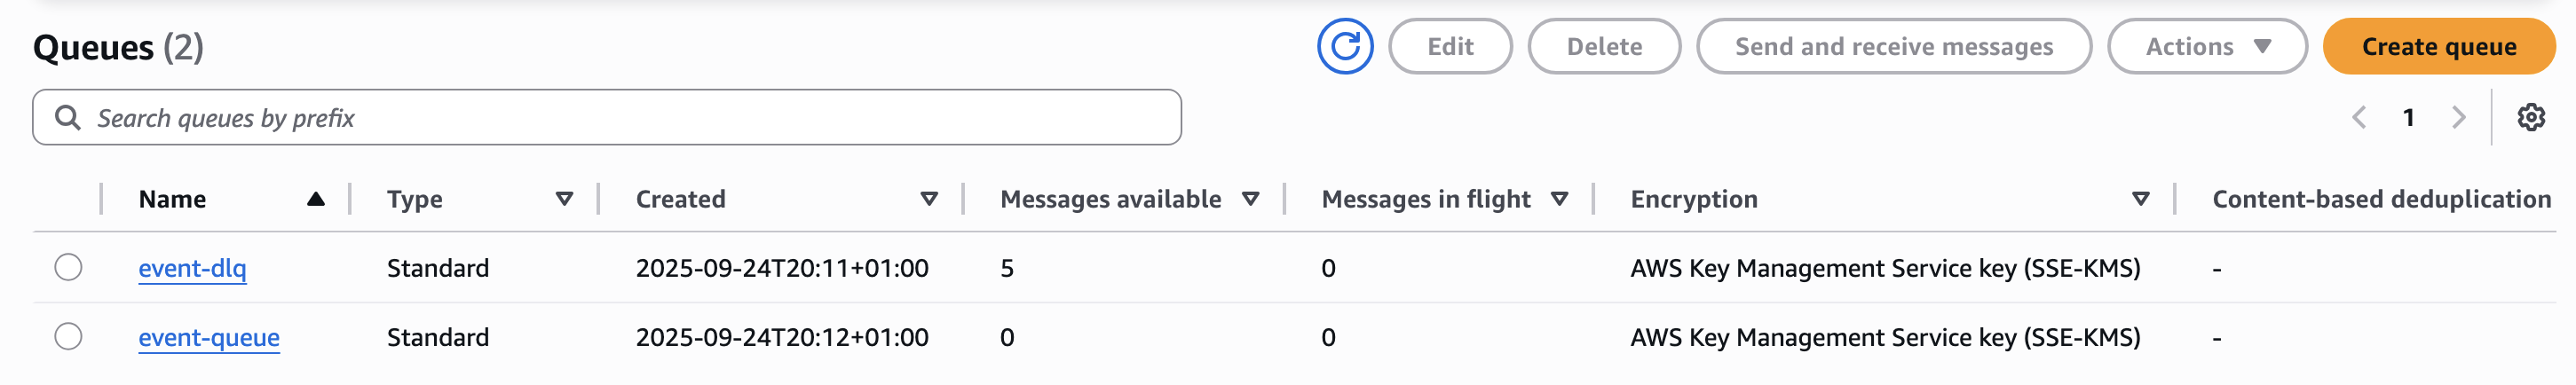 Queues (2)
Edit
Delete
Send and receive messages
Actions
Create queue
Search queues by prefix
1
Name Type Created Messages available Messages in flight Encryption Content-based deduplication
event-dlq Standard 2025-09-24T20:11+01:00 5 0 AWS Key Management Service key (SSE-KMS) -
event-queue Standard 2025-09-24T20:12+01:00 0 0 AWS Key Management Service key (SSE-KMS) -